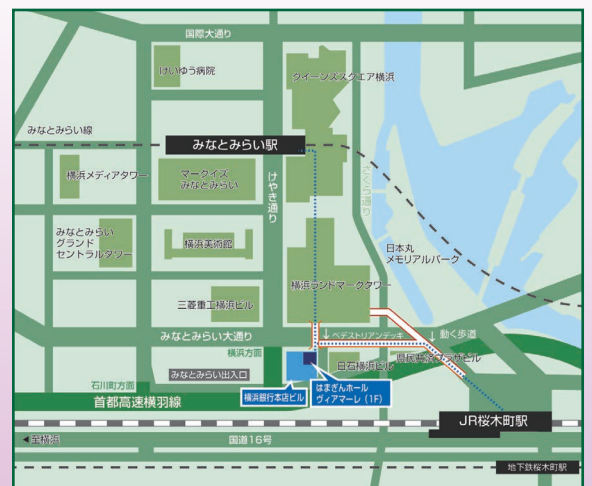 国際大通り
けいゆう病院
クイーンズスクエア横浜
みなとみらい線
みなとみらい駅
横浜メディアタワー
マークイズ
みなとみらい
けやき通り
さくら通り
みなとみらい
グランド
セントラルタワー
横浜美術館
日本丸
メモリアルパーク
横浜ランドマークタワー
三菱重工横浜ビル
みなとみらい大通り
↓ペデストリアンデッキ
↓ 動く歩道
横浜方面
日石横浜ビル
みなとみらい出入口
石川町方面
横浜銀行本店ビル
はまぎんホール
ヴィアマーレ（1F）
首都高速横羽線
JR桜木町駅
◀至横浜
国道16号
地下鉄桜木町駅